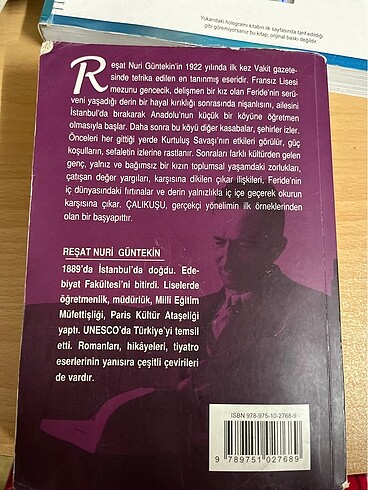 Yukarıdaki hologramı kitabın ilk sayfasında tarif edildiği
gibi göremiyorsanız bu kitap, orijinal baskı değildir.
Reşat Nuri Güntekin'in 1922 yılında ilk kez Vakit gazete-
sinde tefrika edilen en tanınmış eseridir. Fransız Lisesi
mezunu gencecik, delişmen bir kız olan Feride'nin serü-
veni yaşadığı derin bir hayal kırıklığı sonrasında nişanlısını, ailesini
İstanbul'da bırakarak Anadolu'nun küçük bir köyüne öğretmen
olmasıyla başlar. Daha sonra bu köyü diğer kasabalar, şehirler izler.
Önceleri her gittiği yerde Kurtuluş Savaşı'nın etkileri görülür, güç
koşulların, sefaletin izlerine rastlanır. Sonraları farklı kültürden gelen
genç, yalnız ve bağımsız bir kızın toplumsal yaşamdaki zorlukları,
çatışan değer yargıları, karşısına dikilen çıkar ilişkileri, Feride'nin
iç dünyasındaki fırtınalar ve derin yalnızlıkla iç içe geçerek okurun
karşısına çıkar. ÇALIKUŞU, gerçekçi yönelimin ilk örneklerinden
olan bir başyapıttır.
REŞAT NURİ GÜNTEKİN
1889'da İstanbul'da doğdu. Ede-
biyat Fakültesi'ni bitirdi. Liselerde
öğretmenlik, müdürlük, Milli Eğitim
Müfettişliği, Paris Kültür Ataşeliği
yaptı. UNESCO'da Türkiye'yi temsil
etti. Romanları, hikâyeleri, tiyatro
eserlerinin yanısıra çeşitli çevirileri
de vardır.
ISBN 978-975-10-2768-9
9 789751 027689